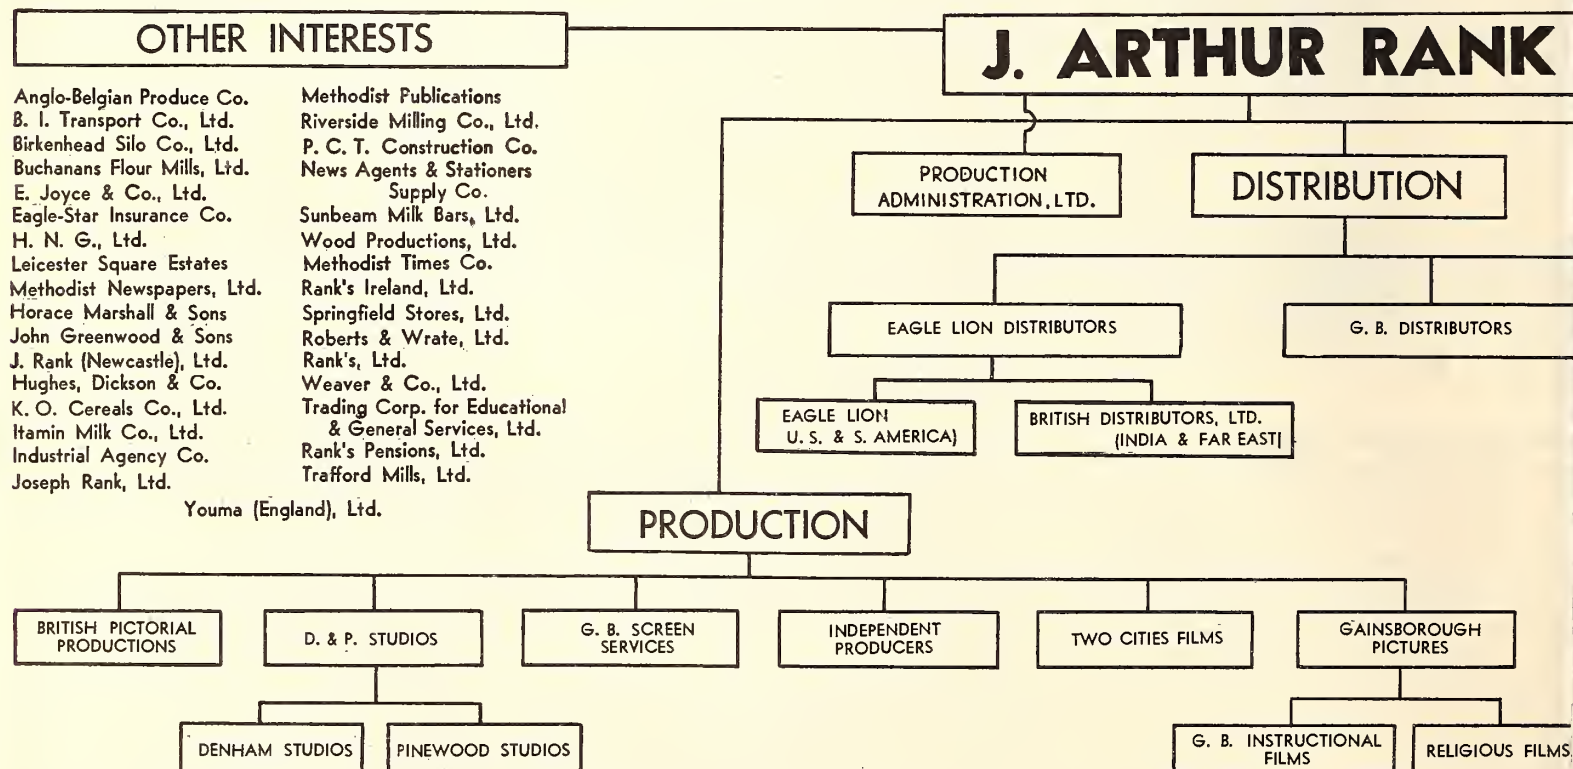 OTHER INTERESTS
Anglo-Belgian Produce Co.
B. I. Transport Co., Ltd.
Birkenhead Silo Co., Ltd.
Buchanans Flour Mills, Ltd.
E. Joyce & Co., Ltd.
Eagle-Star Insurance Co.
H. N. G., Ltd.
Leicester Square Estates
Methodist Newspapers, Ltd.
Horace Marshall & Sons
John Greenwood & Sons
J. Rank (Newcastle), Ltd.
Hughes, Dickson & Co.
K. O. Cereals Co., Ltd.
Itamin Milk Co., Ltd.
Industrial Agency Co.
Joseph Rank, Ltd.
Methodist Publications
Riverside Milling Co., Ltd.
P. C. T. Construction Co.
News Agents & Stationers
Supply Co.
Sunbeam Milk Bars, Ltd.
Wood Productions, Ltd.
Methodist Times Co.
Rank's Ireland, Ltd.
Springfield Stores, Ltd.
Roberts & Wrate, Ltd.
Rank's, Ltd.
Weaver & Co., Ltd.
Trading Corp. for Educational
& General Services, Ltd.
Rank's Pensions, Ltd.
Trafford Mills, Ltd.
Youma (England), Ltd.
J. ARTHUR RANK
PRODUCTION
ADMINISTRATION, LTD.
DISTRIBUTION
EAGLE LION DISTRIBUTORS
G. B. DISTRIBUTORS
EAGLE LION
U. S. & S. AMERICA)
BRITISH DISTRIBUTORS, LTD.
(INDIA & FAR EAST)
PRODUCTION
BRITISH PICTORIAL
PRODUCTIONS
D. & P. STUDIOS
G. B. SCREEN
SERVICES
INDEPENDENT
PRODUCERS
TWO CITIES FILMS
GAINSBOROUGH
PICTURES
DENHAM STUDIOS
PINEWOOD STUDIOS
G. B. INSTRUCTIONAL
FILMS
RELIGIOUS FILMS